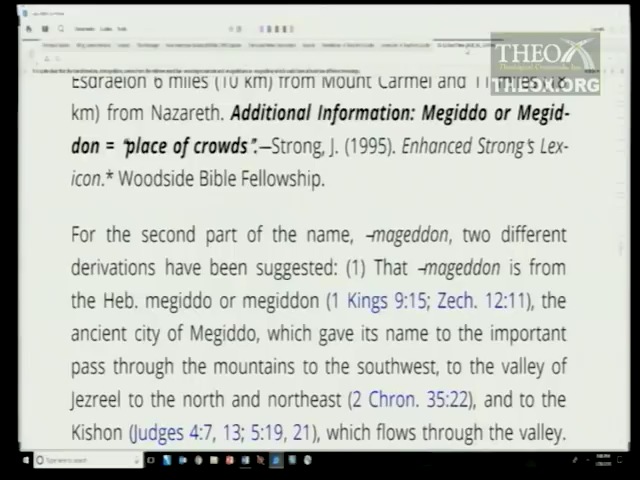 THEOX
THEOX.ORG
Esdraelon 6 miles (10 km) from Mount Carmel and 11 miles (18
km) from Nazareth. Additional Information: Megiddo or Megid-
don = “place of crowds”.—Strong, J. (1995). Enhanced Strong’s Lex-
icon.* Woodside Bible Fellowship.
For the second part of the name, –mageddon, two different
derivations have been suggested: (1) That –mageddon is from
the Heb. megiddo or megiddon (1 Kings 9:15; Zech. 12:11), the
ancient city of Megiddo, which gave its name to the important
pass through the mountains to the southwest, to the valley of
Jezreel to the north and northeast (2 Chron. 35:22), and to the
Kishon (Judges 4:7, 13; 5:19, 21), which flows through the valley.